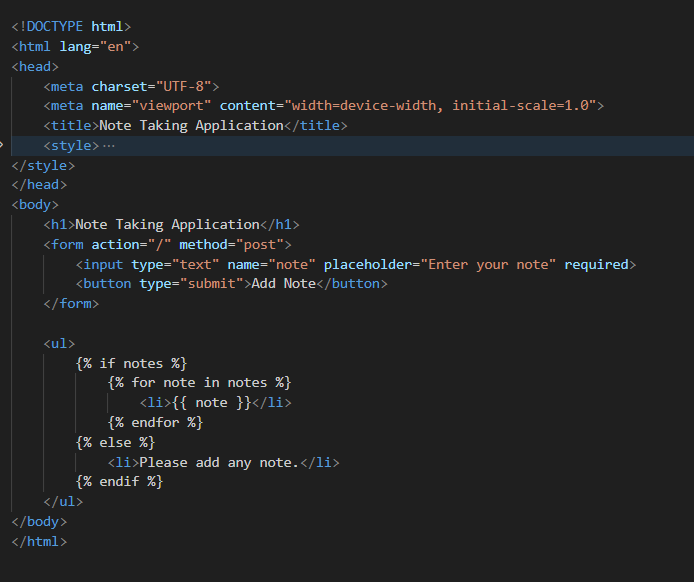 <!DOCTYPE html>
<html lang="en">
<head>
    <meta charset="UTF-8">
    <meta name="viewport" content="width=device-width, initial-scale=1.0">
    <title>Note Taking Application</title>
    <style>···
</style>
</head>
<body>
    <h1>Note Taking Application</h1>
    <form action="/" method="post">
        <input type="text" name="note" placeholder="Enter your note" required>
        <button type="submit">Add Note</button>
    </form>

    <ul>
        {% if notes %}
            {% for note in notes %}
                <li>{{ note }}</li>
            {% endfor %}
        {% else %}
            <li>Please add any note.</li>
        {% endif %}
    </ul>
</body>
</html>